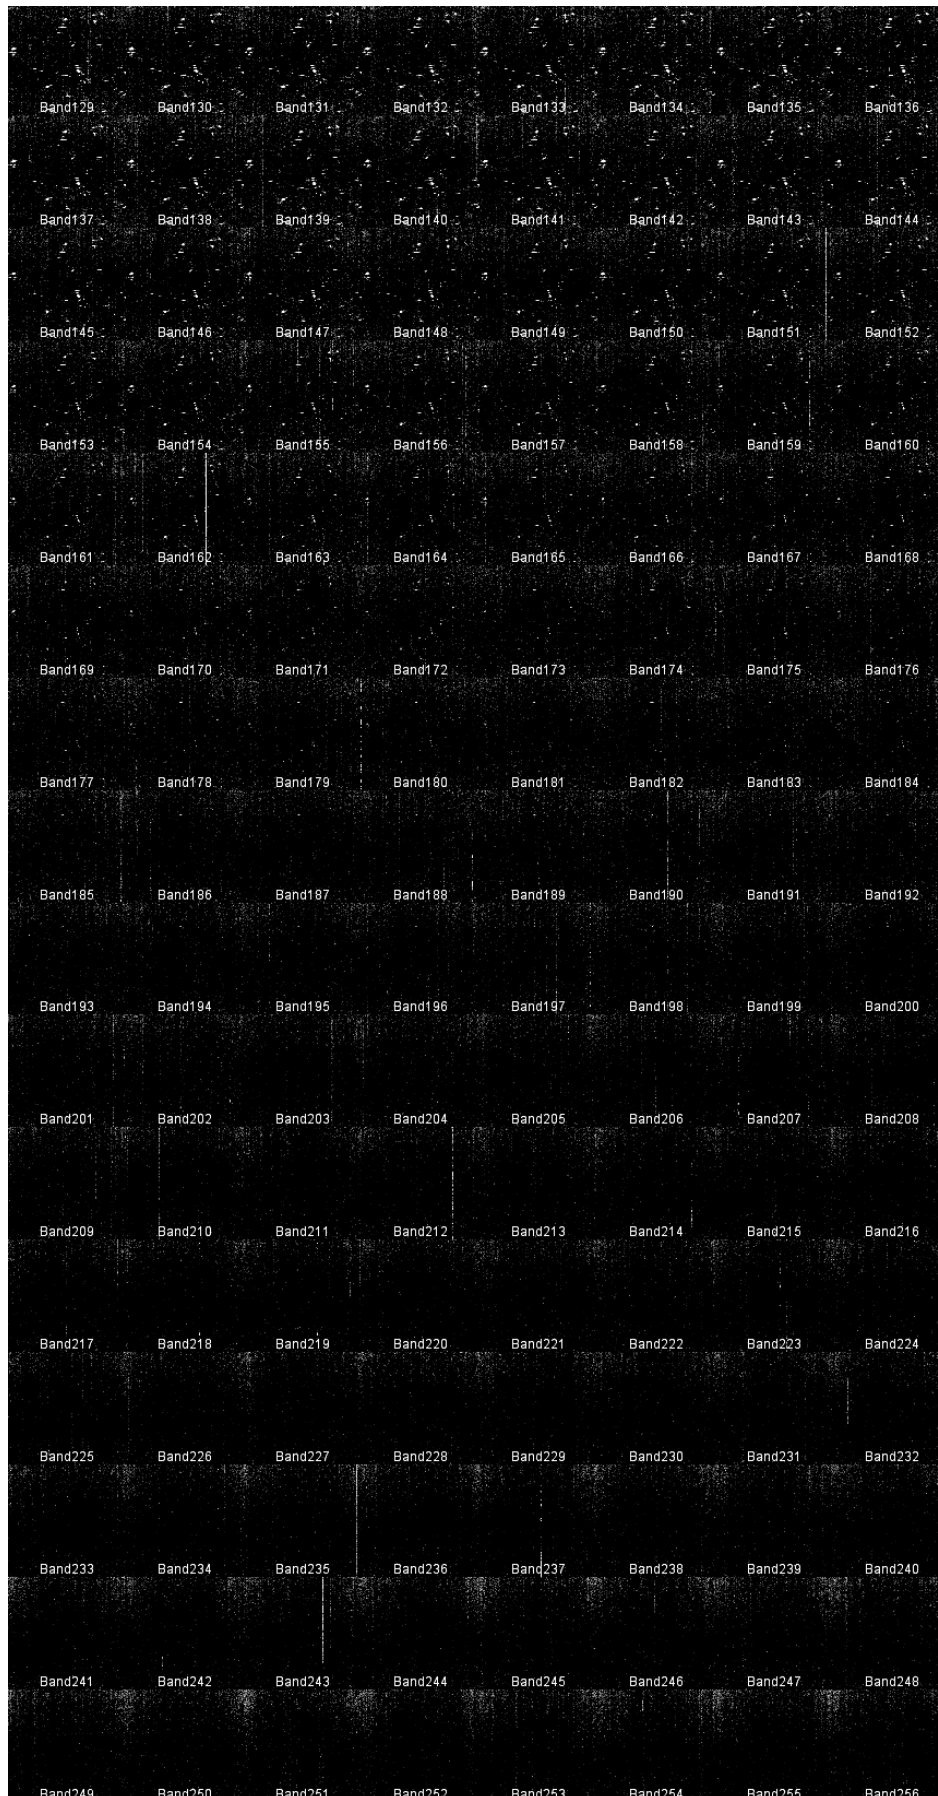 Band129 Band130 Band131 Band132 Band133 Band134 Band135 Band136
Band137 Band138 Band139 Band140 Band141 Band142 Band143 Band144
Band145 Band146 Band147 Band148 Band149 Band150 Band151 Band152
Band153 Band154 Band155 Band156 Band157 Band158 Band159 Band160
Band161 Band162 Band163 Band164 Band165 Band166 Band167 Band168
Band169 Band170 Band171 Band172 Band173 Band174 Band175 Band176
Band177 Band178 Band179 Band180 Band181 Band182 Band183 Band184
Band185 Band186 Band187 Band188 Band189 Band190 Band191 Band192
Band193 Band194 Band195 Band196 Band197 Band198 Band199 Band200
Band201 Band202 Band203 Band204 Band205 Band206 Band207 Band208
Band209 Band210 Band211 Band212 Band213 Band214 Band215 Band216
Band217 Band218 Band219 Band220 Band221 Band222 Band223 Band224
Band225 Band226 Band227 Band228 Band229 Band230 Band231 Band232
Band233 Band234 Band235 Band236 Band237 Band238 Band239 Band240
Band241 Band242 Band243 Band244 Band245 Band246 Band247 Band248
Band249 Band250 Band251 Band252 Band253 Band254 Band255 Band256